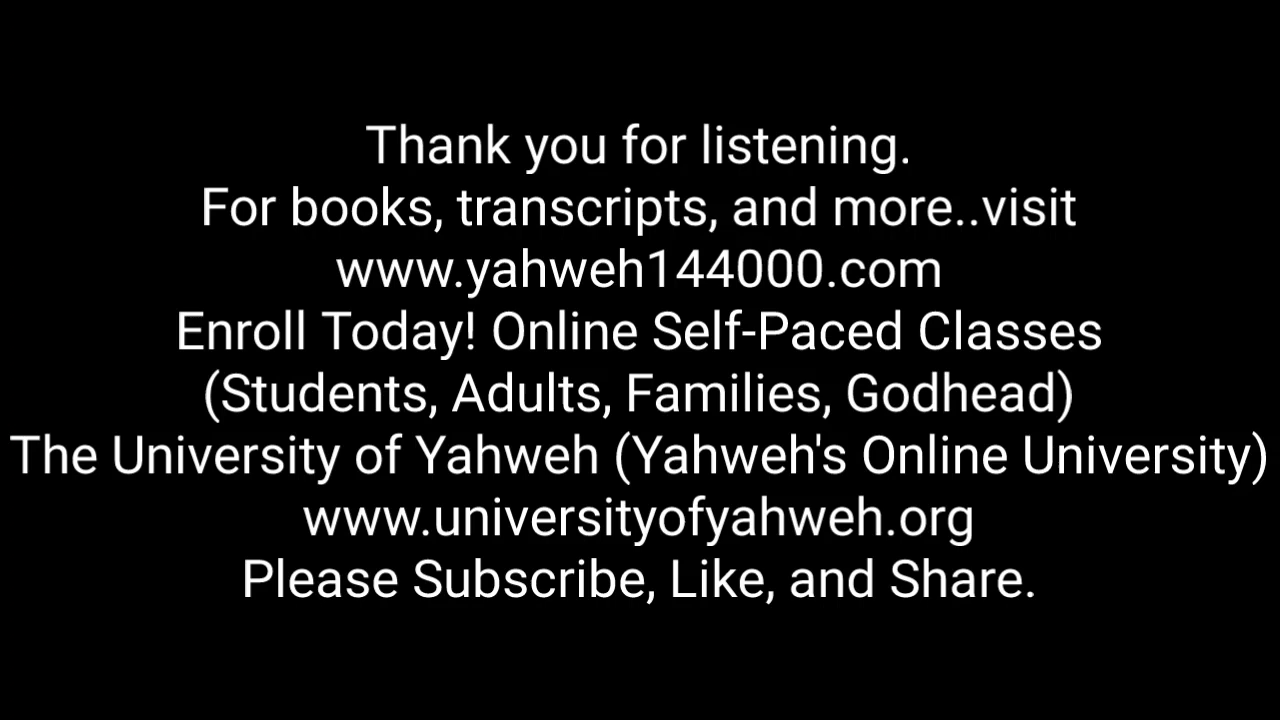 Thank you for listening.
For books, transcripts, and more..visit
www.yahweh144000.com
Enroll Today! Online Self-Paced Classes
(Students, Adults, Families, Godhead)
The University of Yahweh (Yahweh's Online University)
www.universityofyahweh.org
Please Subscribe, Like, and Share.